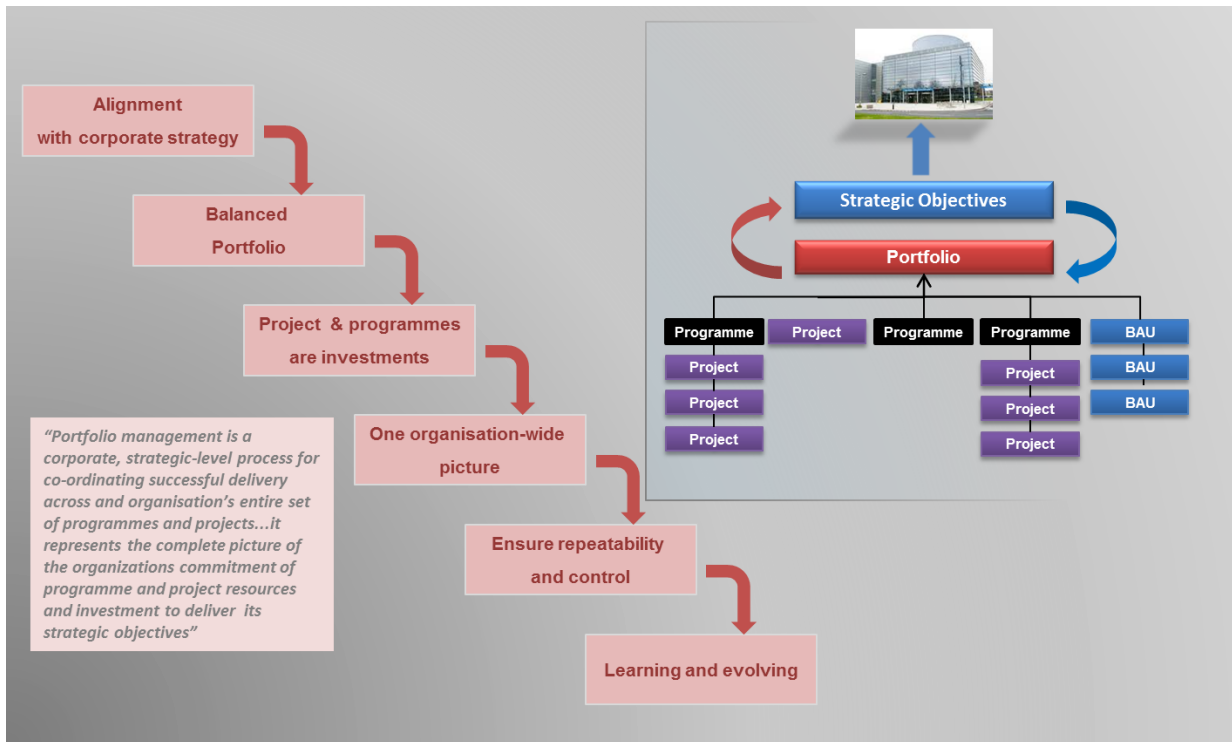 Alignment
with corporate strategy
Balanced
Portfolio
Project & programmes
are investments
One organisation-wide
picture
Ensure repeatability
and control
Learning and evolving
“Portfolio management is a
corporate, strategic-level process for
co-ordinating successful delivery
across and organisation’s entire set
of programmes and projects...it
represents the complete picture of
the organizations commitment of
programme and project resources
and investment to deliver its
strategic objectives”
Strategic Objectives
Portfolio
Programme
Project
Programme
Programme
BAU
Project
Project
BAU
Project
Project
BAU
Project
Project